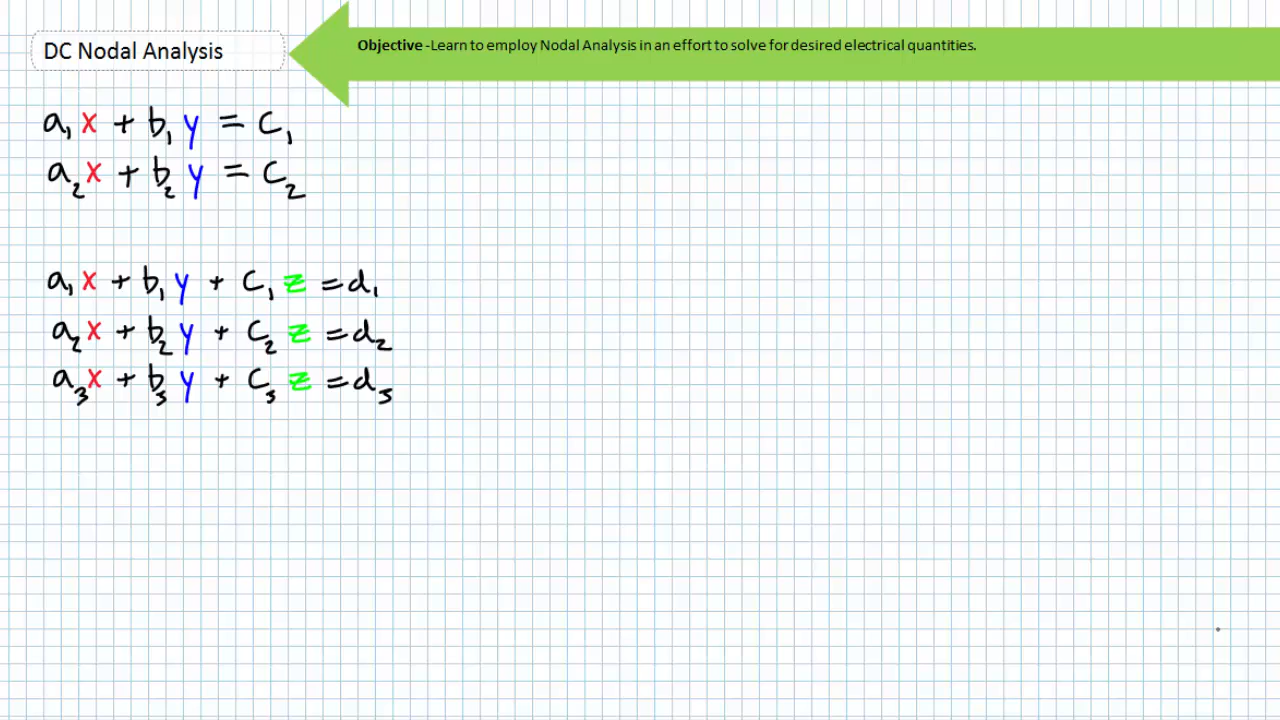 DC Nodal Analysis
Objective -Learn to employ Nodal Analysis in an effort to solve for desired electrical quantities.
a₁x + b₁y = c₁
a₂x + b₂y = c₂
a₁x + b₁y + c₁z = d₁
a₂x + b₂y + c₂z = d₂
a₃x + b₃y + c₃z = d₃